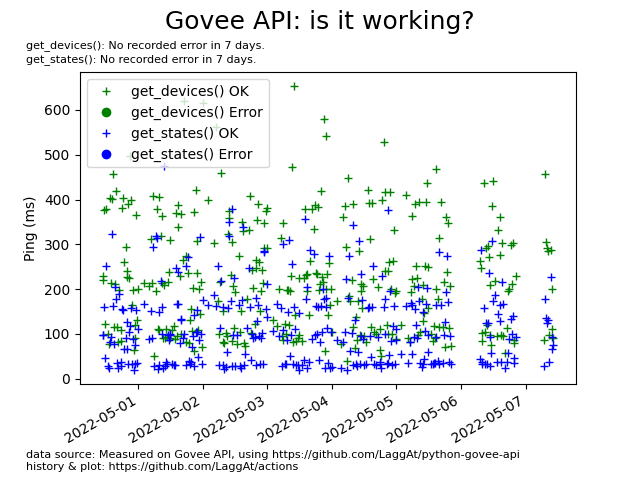 Govee API: is it working?
get_devices(): No recorded error in 7 days.
get_states(): No recorded error in 7 days.
get_devices() OK
get_devices() Error
get_states() OK
get_states() Error
Ping (ms)
600
500
400
300
200
100
0
2022-05-01
2022-05-02
2022-05-03
2022-05-04
2022-05-05
2022-05-06
2022-05-07
data source: Measured on Govee API, using https://github.com/LaggAt/python-govee-api
history & plot: https://github.com/LaggAt/actions